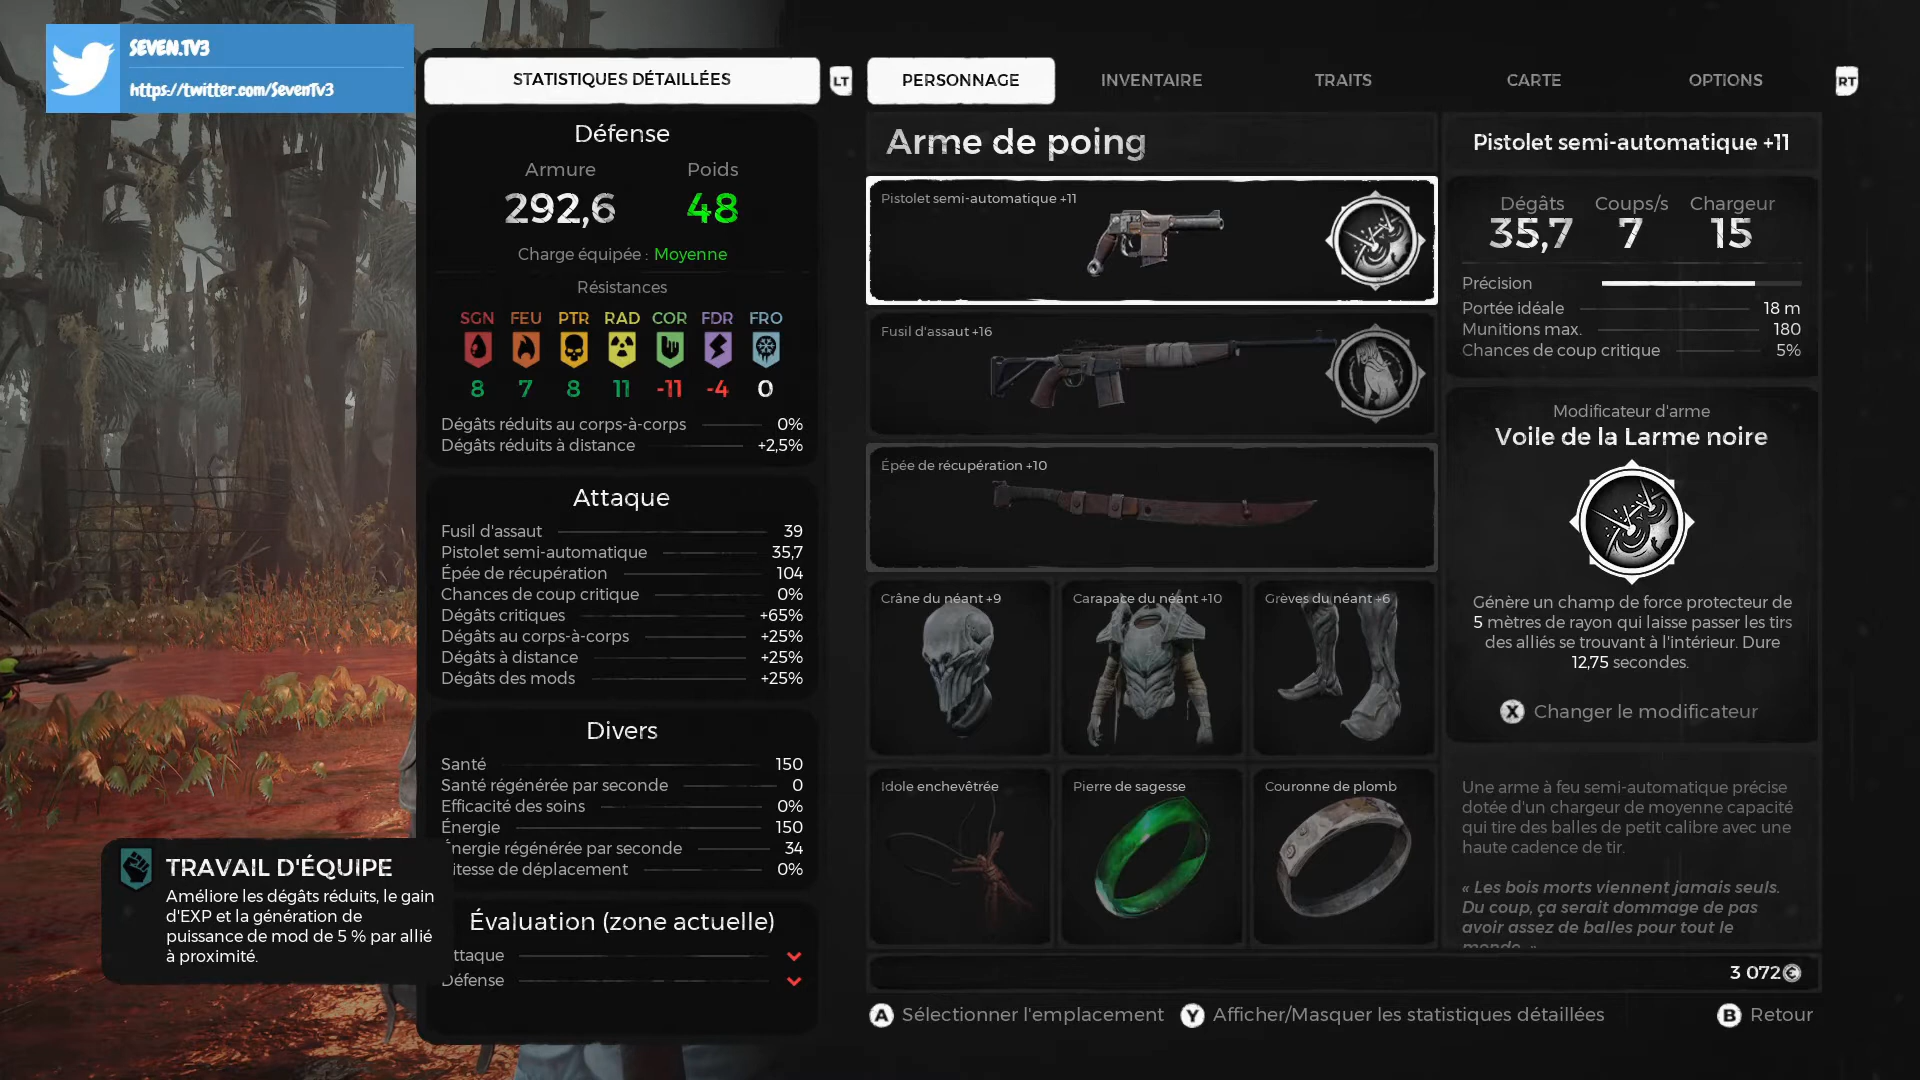 SEVEN.TV3
https://twitter.com/SevenTv3
STATISTIQUES DÉTAILLÉES
LT
PERSONNAGE
INVENTAIRE
TRAITS
CARTE
OPTIONS
RT
Défense
Armure
Poids
292,6
48
Charge équipée : Moyenne
Résistances
SGN FEU PTR RAD COR FDR FRO
8 7 8 11 -11 -4 0
Dégâts réduits au corps-à-corps 0%
Dégâts réduits à distance +2,5%
Attaque
Fusil d'assaut 39
Pistolet semi-automatique 35,7
Épée de récupération 104
Chances de coup critique 0%
Dégâts critiques +65%
Dégâts au corps-à-corps +25%
Dégâts à distance +25%
Dégâts des mods +25%
Divers
Santé 150
Santé régénérée par seconde 0
Efficacité des soins 0%
Énergie 150
Énergie régénérée par seconde 34
itesse de déplacement 0%
TRAVAIL D'ÉQUIPE
Améliore les dégâts réduits, le gain
d'EXP et la génération de
puissance de mod de 5 % par allié
à proximité.
Évaluation (zone actuelle)
ttaque
Défense
Arme de poing
Pistolet semi-automatique +11
Fusil d'assaut +16
Épée de récupération +10
Crâne du néant +9
Carapace du néant +10
Grèves du néant +6
Idole enchevêtrée
Pierre de sagesse
Couronne de plomb
Pistolet semi-automatique +11
Dégâts Coups/s Chargeur
35,7 7 15
Précision
Portée idéale 18 m
Munitions max. 180
Chances de coup critique 5%
Modificateur d'arme
Voile de la Larme noire
Génère un champ de force protecteur de
5 mètres de rayon qui laisse passer les tirs
des alliés se trouvant à l'intérieur. Dure
12,75 secondes.
X Changer le modificateur
Une arme à feu semi-automatique précise
dotée d'un chargeur de moyenne capacité
qui tire des balles de petit calibre avec une
haute cadence de tir.
« Les bois morts viennent jamais seuls.
Du coup, ça serait dommage de pas
avoir assez de balles pour tout le
monde. »
3 072
A Sélectionner l'emplacement
Y Afficher/Masquer les statistiques détaillées
B Retour